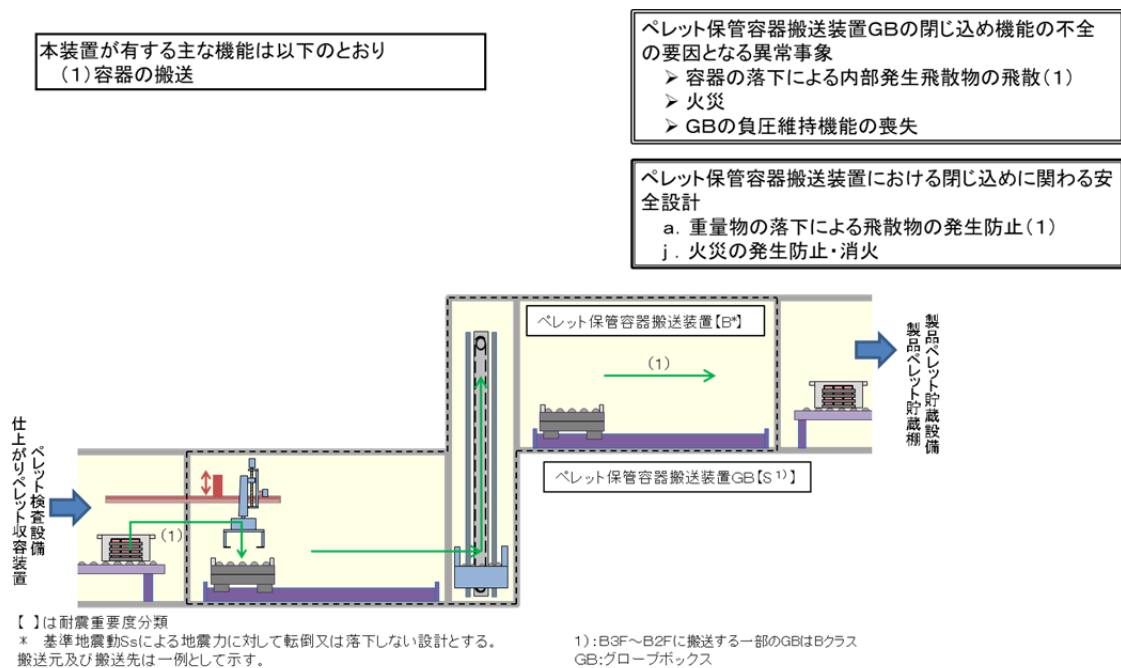 本装置が有する主な機能は以下のとおり
(1)容器の搬送
ペレット保管容器搬送装置GBの閉じ込め機能の不全
の要因となる異常事象
➢ 容器の落下による内部発生飛散物の飛散(1)
➢ 火災
➢ GBの負圧維持機能の喪失
ペレット保管容器搬送装置における閉じ込めに関わる安
全設計
a．重量物の落下による飛散物の発生防止(1)
j．火災の発生防止・消火
ペレット保管容器搬送装置【B*】
(1)
製品ペレット貯蔵設備
製品ペレット貯蔵棚
ペレット保管容器搬送装置GB【S¹⁾】
ペレット検査設備
仕上がりペレット収容装置
(1)
【 】は耐震重要度分類
* 基準地震動Ssによる地震力に対して転倒又は落下しない設計とする。
搬送元及び搬送先は一例として示す。
1)：B3F～B2Fに搬送する一部のGBはBクラス
GB:グローブボックス